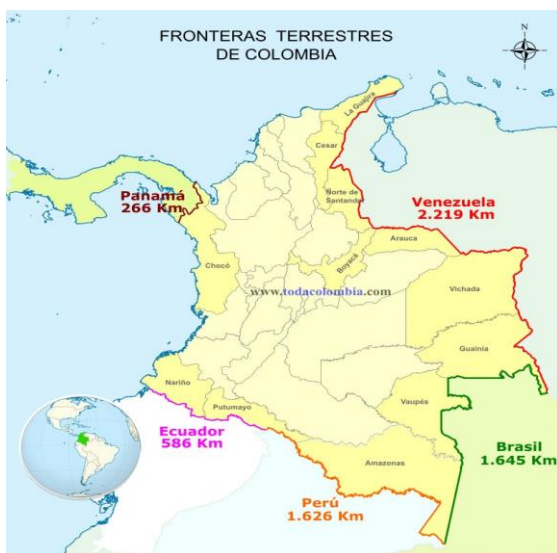 FRONTERAS TERRESTRES
DE COLOMBIA
N
La Guajira
Cesar
Panamá
266 Km
Norte de
Santander
Venezuela
2.219 Km
Arauca
Boyacá
Chocó
www.todacolombia.com
Vichada
Guainía
Nariño
Putumayo
Vaupés
Ecuador
586 Km
Brasil
1.645 Km
Amazonas
Perú
1.626 Km